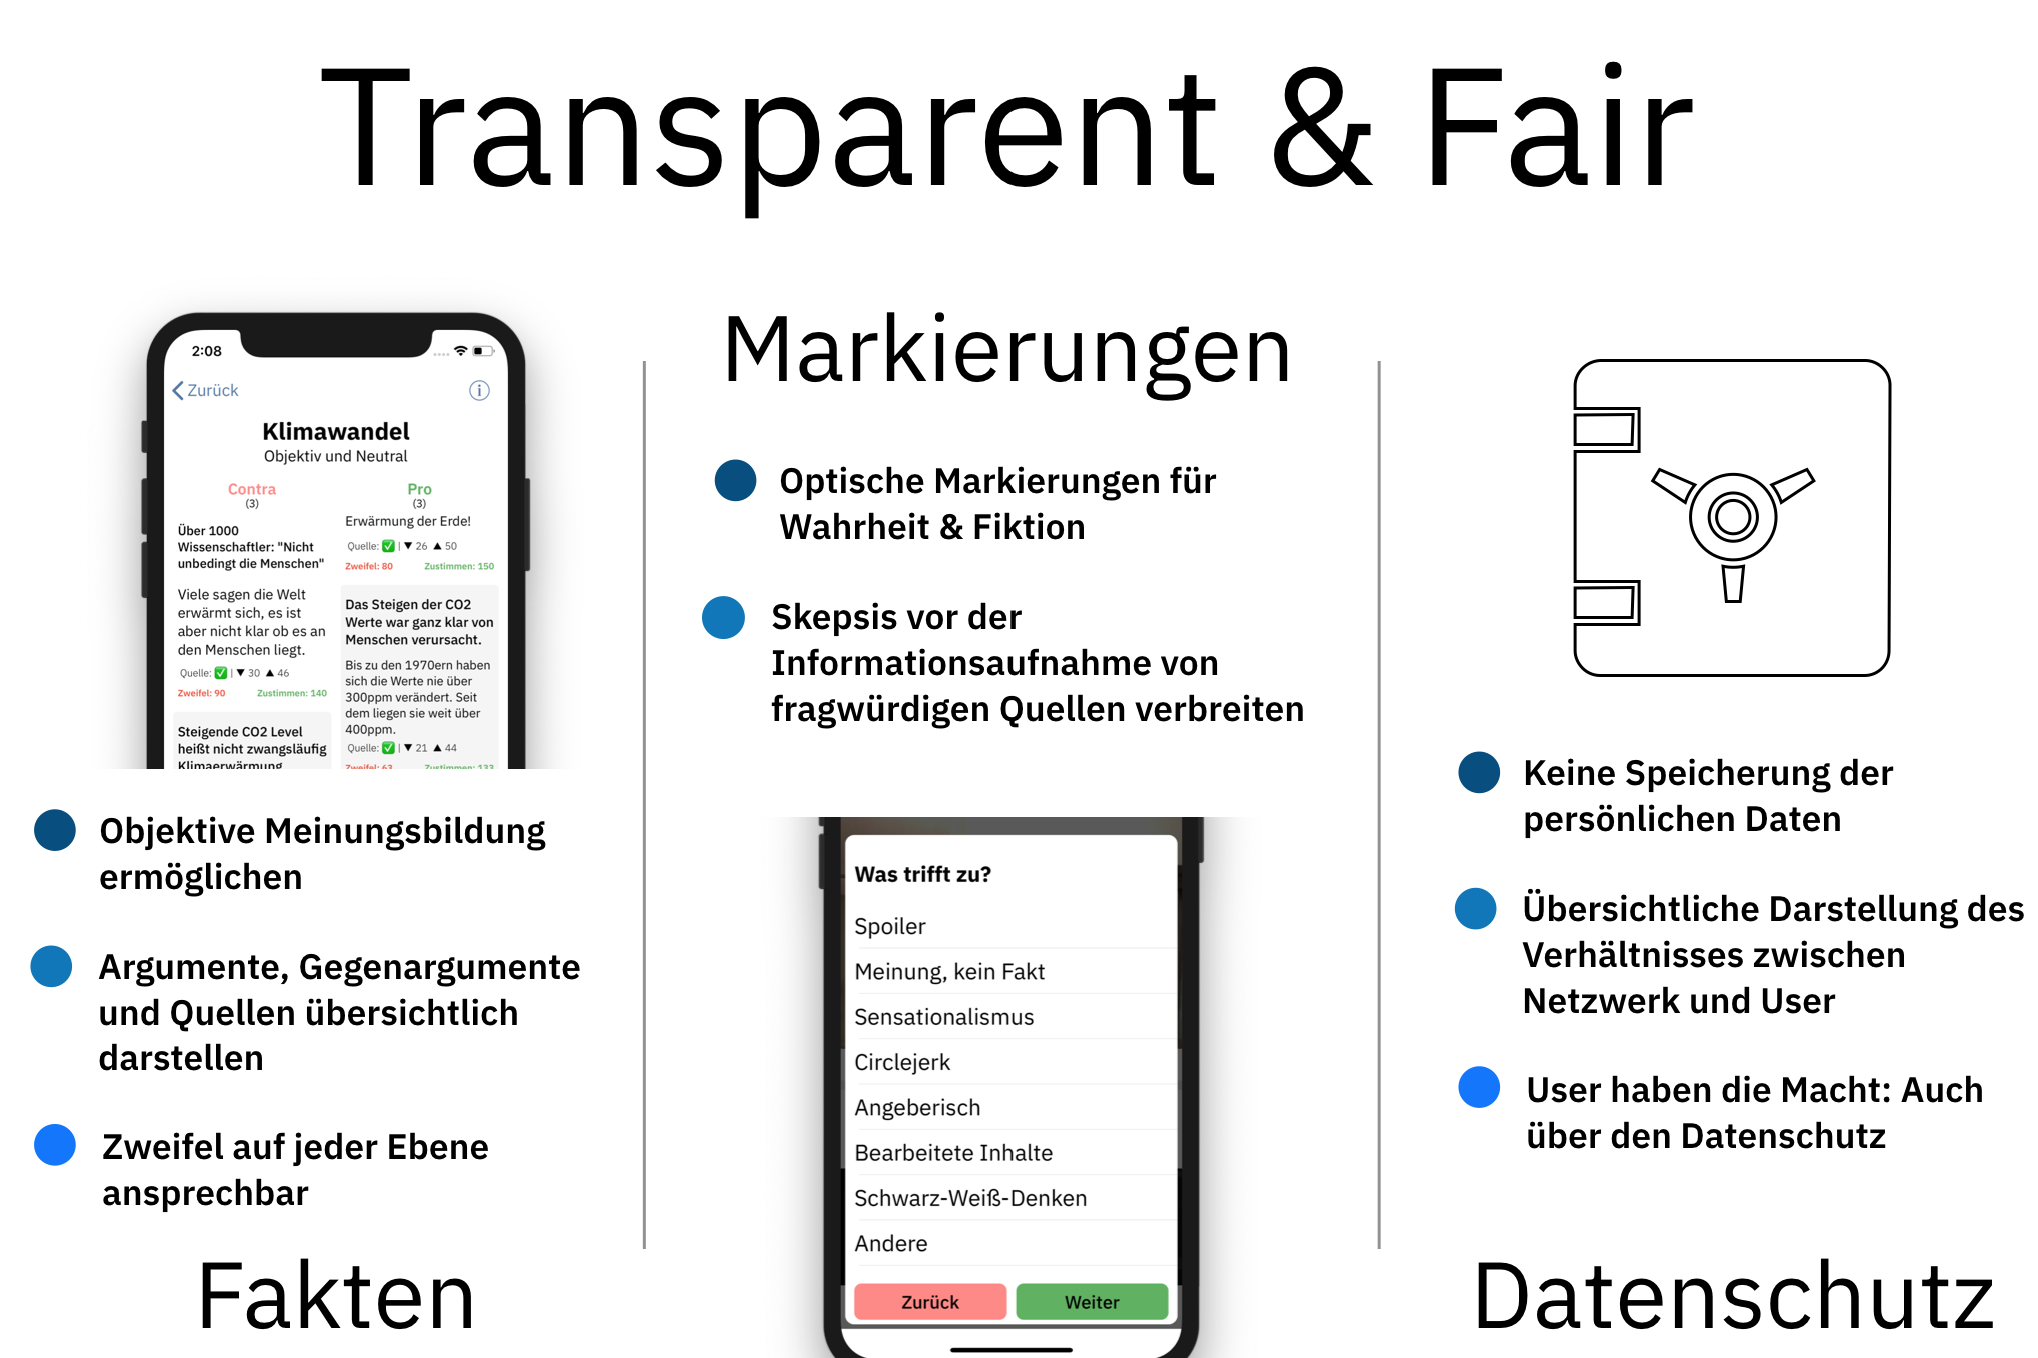 Transparent & Fair
2:08
Zurück
Klimawandel
Objektiv und Neutral
Contra
(3)
Über 1000
Wissenschaftler: "Nicht
unbedingt die Menschen"
Viele sagen die Welt
erwärmt sich, es ist
aber nicht klar ob es an
den Menschen liegt.
Quelle: ✅ | ▼ 30 ▲ 46
Zweifel: 90 Zustimmen: 140
Steigende CO2 Level
heißt nicht zwangsläufig
Klimaerwärmung
Pro
(3)
Erwärmung der Erde!
Quelle: ✅ | ▼ 26 ▲ 50
Zweifel: 80 Zustimmen: 150
Das Steigen der CO2
Werte war ganz klar von
Menschen verursacht.
Bis zu den 1970ern haben
sich die Werte nie über
300ppm verändert. Seit
dem liegen sie weit über
400ppm.
Quelle: ✅ | ▼ 21 ▲ 44
Zweifel: 63 Zustimmen: 133
Objektive Meinungsbildung
ermöglichen
Argumente, Gegenargumente
und Quellen übersichtlich
darstellen
Zweifel auf jeder Ebene
ansprechbar
Fakten
Markierungen
Optische Markierungen für
Wahrheit & Fiktion
Skepsis vor der
Informationsaufnahme von
fragwürdigen Quellen verbreiten
Was trifft zu?
Spoiler
Meinung, kein Fakt
Sensationalismus
Circlejerk
Angeberisch
Bearbeitete Inhalte
Schwarz-Weiß-Denken
Andere
Zurück
Weiter
Keine Speicherung der
persönlichen Daten
Übersichtliche Darstellung des
Verhältnisses zwischen
Netzwerk und User
User haben die Macht: Auch
über den Datenschutz
Datenschutz